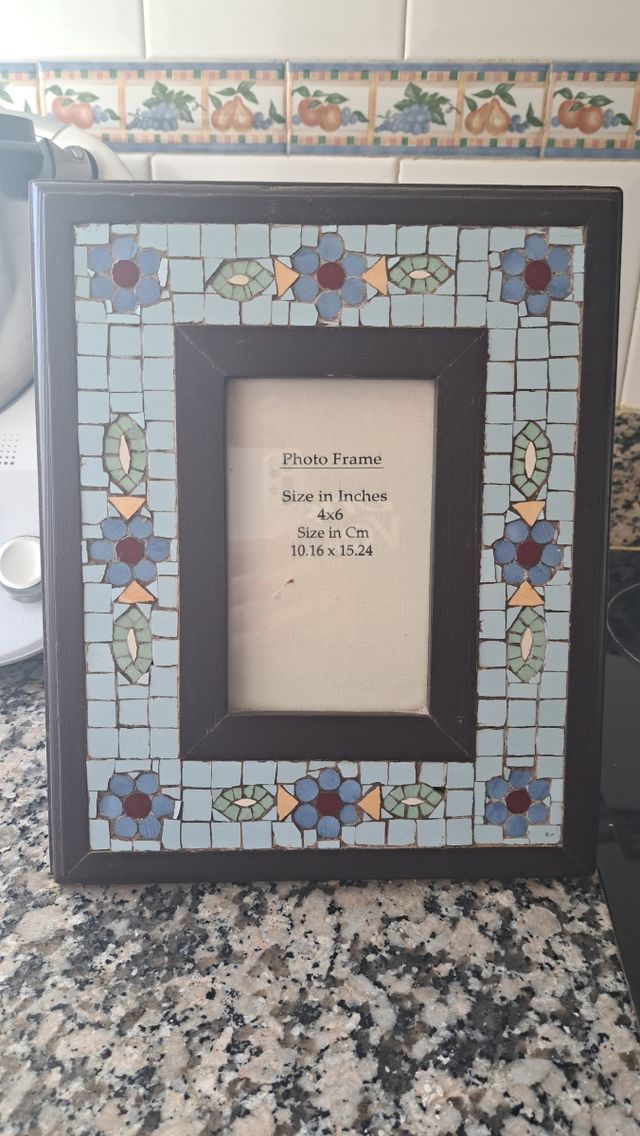 Photo Frame
Size in Inches
4x6
Size in Cm
10.16 x 15.24